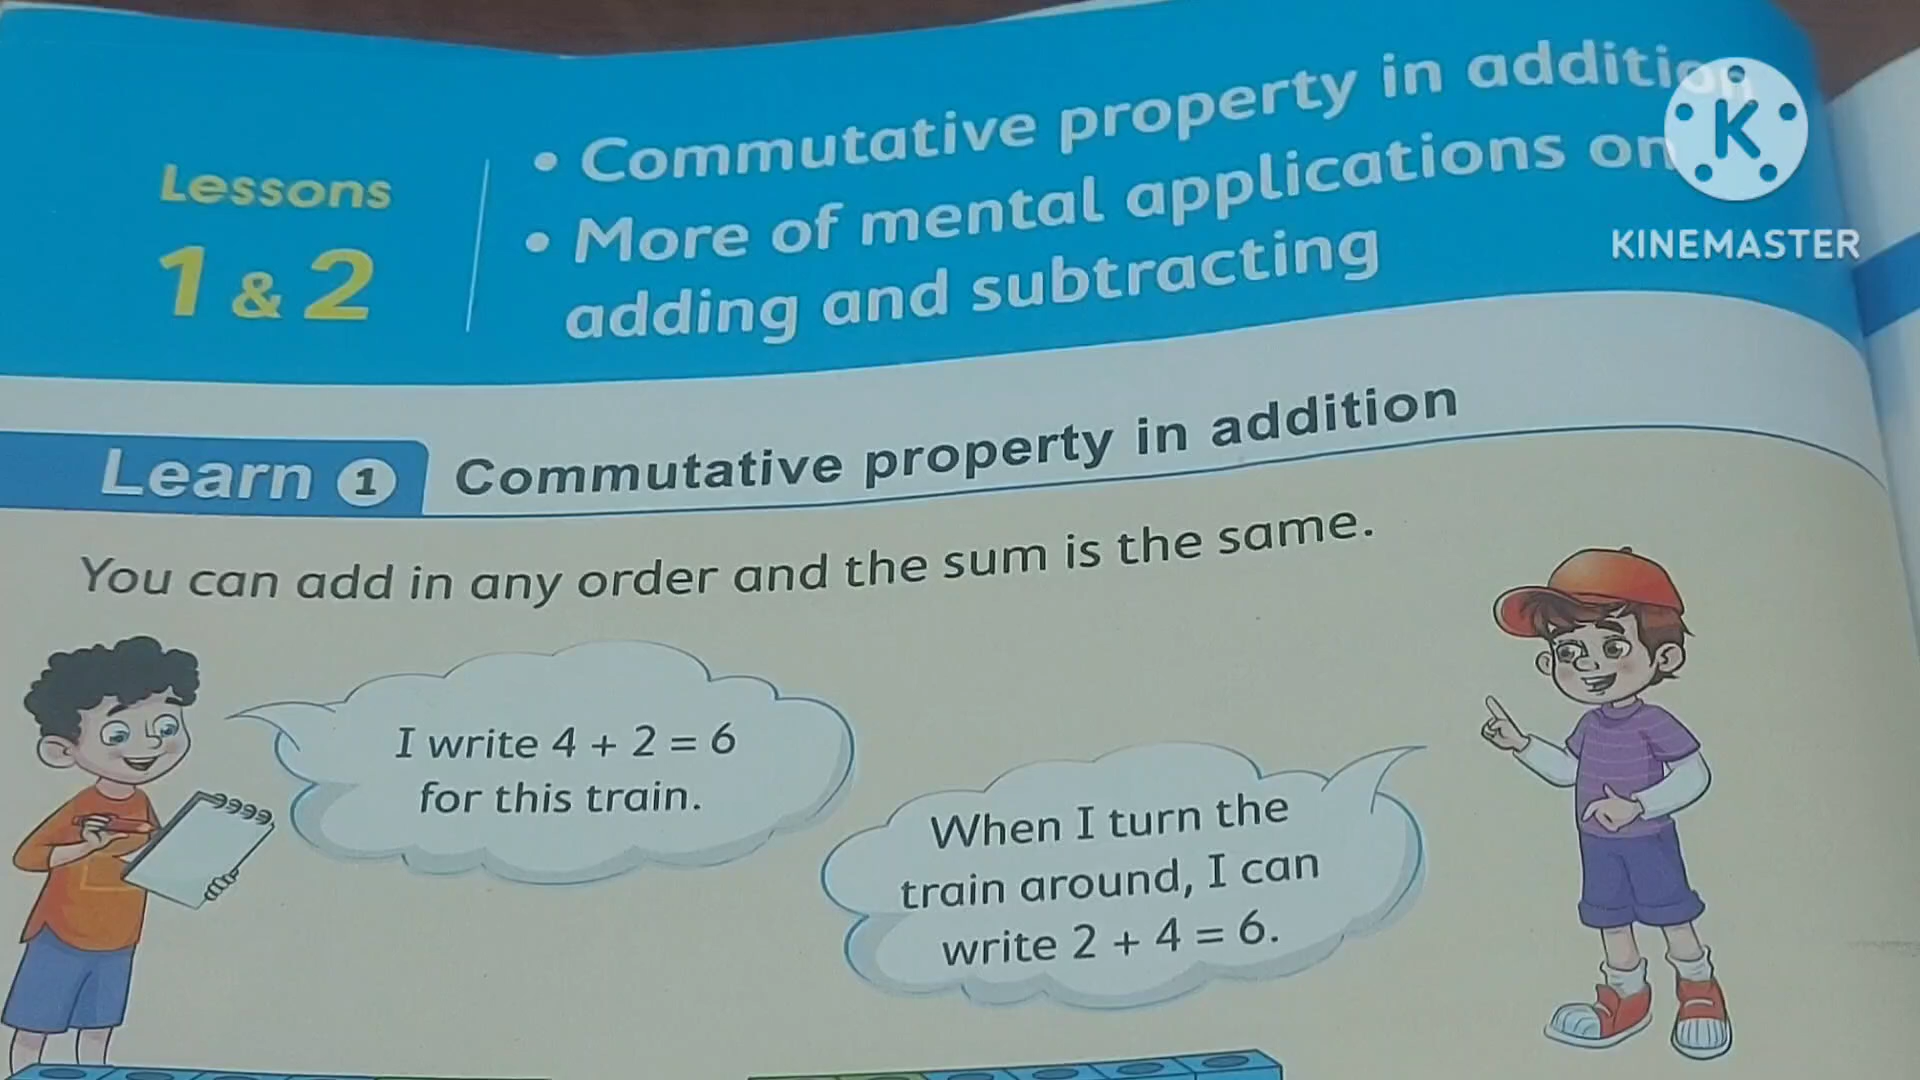 Lessons
1 & 2
• Commutative property in addition
• More of mental applications on
adding and subtracting
K
KINEMASTER
Learn 1 Commutative property in addition
You can add in any order and the sum is the same.
I write 4 + 2 = 6
for this train.
When I turn the
train around, I can
write 2 + 4 = 6.